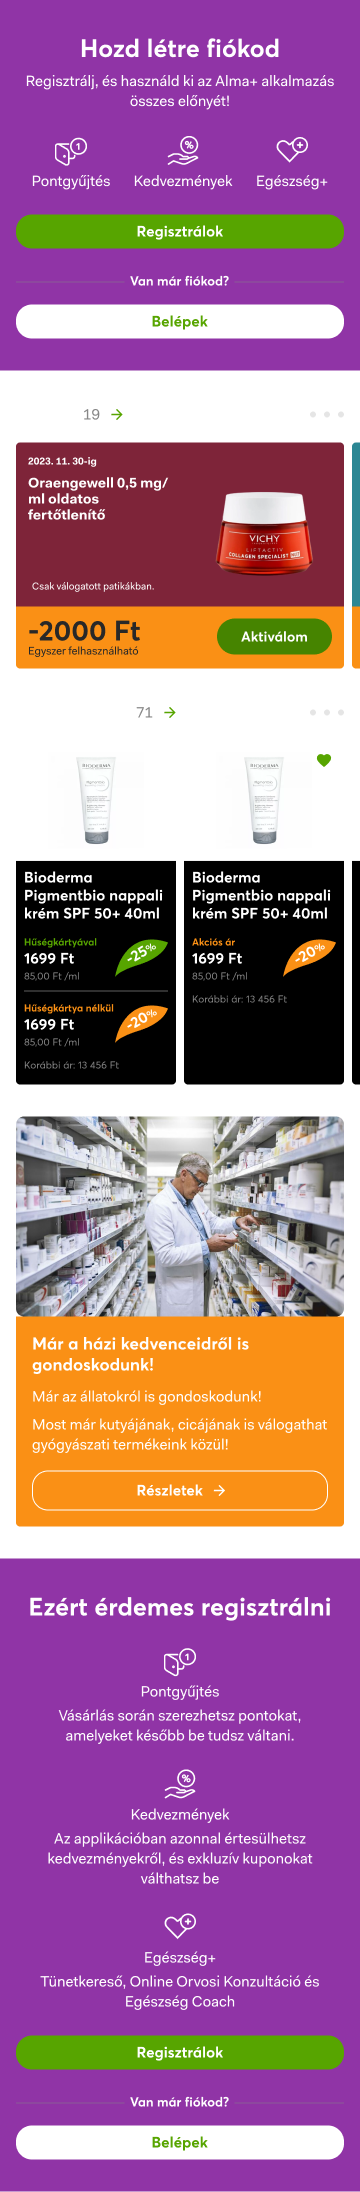 Hozd létre fiókod
Regisztrálj, és használd ki az Alma+ alkalmazás
összes előnyét!
1
%
Pontgyűjtés
Kedvezmények
Egészség+
Regisztrálok
Van már fiókod?
Belépek
19
2023. 11. 30-ig
Oraengewell 0,5 mg/
ml oldatos
fertőtlenítő
VICHY
LIFTACTIV
COLLAGEN SPECIALIST
Csak válogatott patikákban.
-2000 Ft
Egyszer felhasználható
Aktiválom
71
BIODERMA
Pigmentbio
BIODERMA
Pigmentbio
Bioderma
Pigmentbio nappali
krém SPF 50+ 40ml
Hűségkártyával
1699 Ft
85,00 Ft /ml
-25%
Hűségkártya nélkül
1699 Ft
85,00 Ft /ml
-20%
Korábbi ár: 13 456 Ft
Bioderma
Pigmentbio nappali
krém SPF 50+ 40ml
Akciós ár
1699 Ft
85,00 Ft /ml
-20%
Korábbi ár: 13 456 Ft
Már a házi kedvenceidről is
gondoskodunk!
Már az állatokról is gondoskodunk!
Most már kutyájának, cicájának is válogathat
gyógyászati termékeink közül!
Részletek
Ezért érdemes regisztrálni
1
Pontgyűjtés
Vásárlás során szerezhetsz pontokat,
amelyeket később be tudsz váltani.
%
Kedvezmények
Az applikációban azonnal értesülhetsz
kedvezményekről, és exkluzív kuponokat
válthatsz be
Egészség+
Tünetkereső, Online Orvosi Konzultáció és
Egészség Coach
Regisztrálok
Van már fiókod?
Belépek